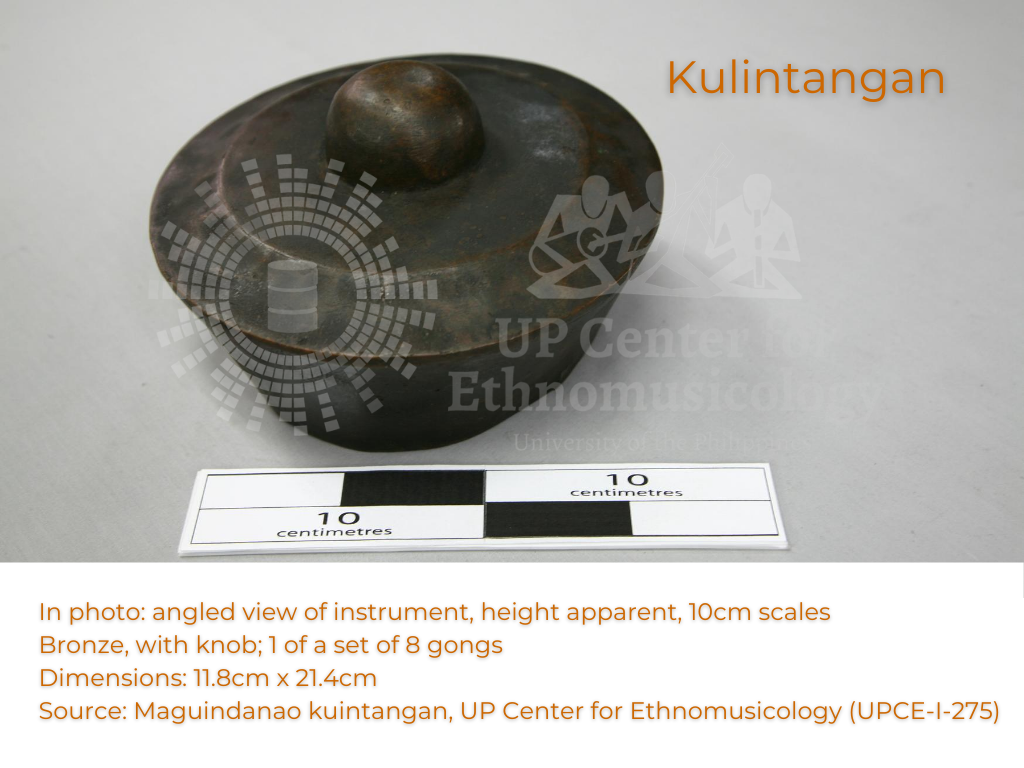 Kulintangan
UP Center for
Ethnomusicology
University of the Philippines
10
centimetres
10
centimetres
In photo: angled view of instrument, height apparent, 10cm scales
Bronze, with knob; 1 of a set of 8 gongs
Dimensions: 11.8cm x 21.4cm
Source: Maguindanao kuintangan, UP Center for Ethnomusicology (UPCE-I-275)